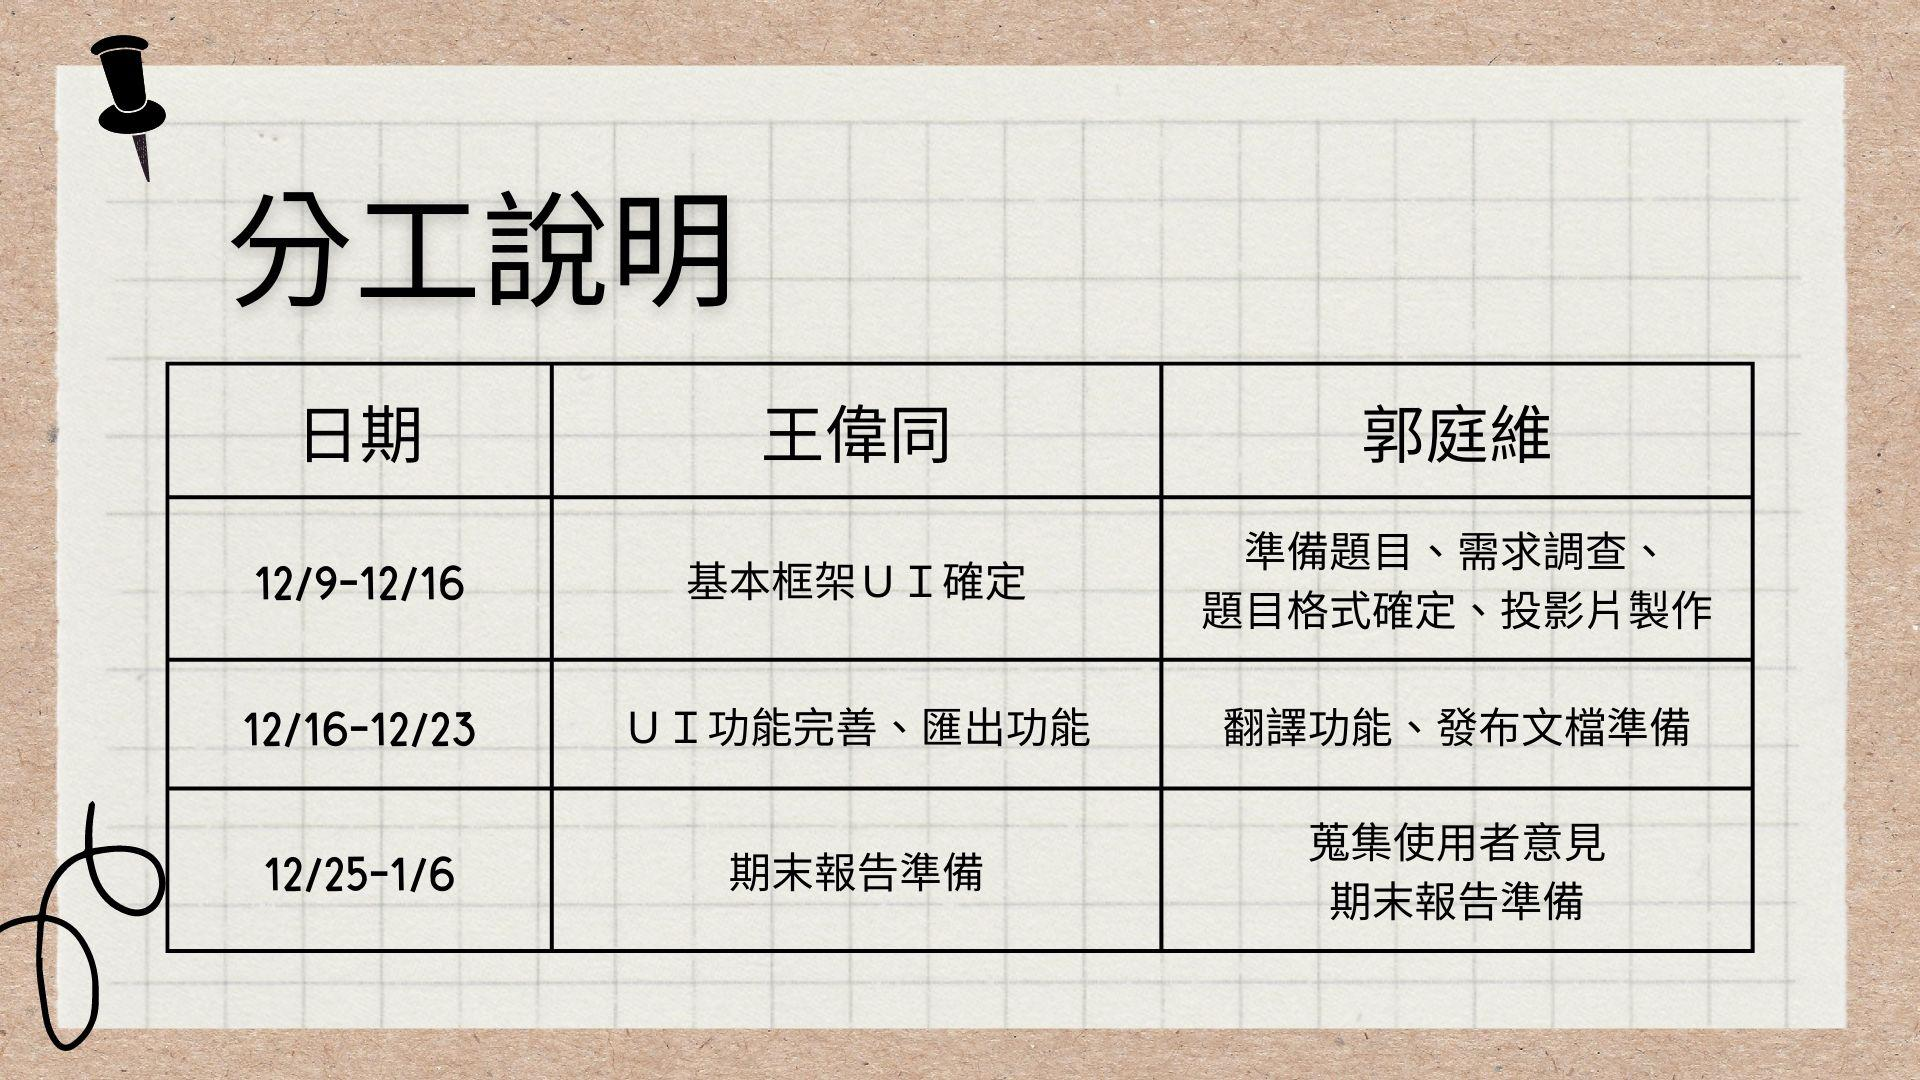 分工說明
日期
王偉同
郭庭維
12/9-12/16
基本框架ＵＩ確定
準備題目、需求調查、
題目格式確定、投影片製作
12/16-12/23
ＵＩ功能完善、匯出功能
翻譯功能、發布文檔準備
12/25-1/6
期末報告準備
蒐集使用者意見
期末報告準備